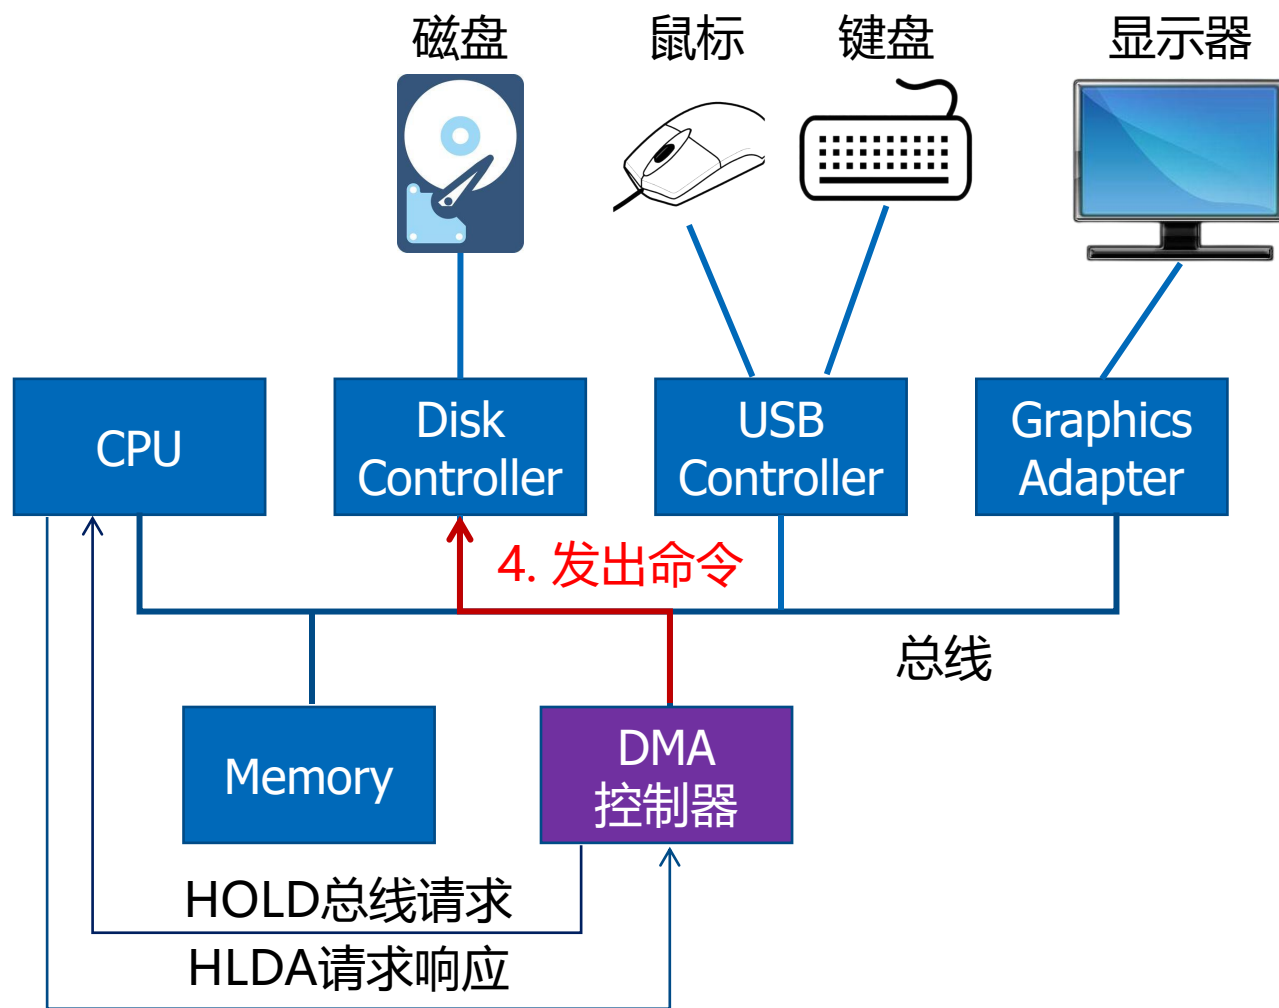 磁盘
鼠标
键盘
显示器
CPU
Disk
Controller
USB
Controller
Graphics
Adapter
4. 发出命令
总线
Memory
DMA
控制器
HOLD总线请求
HLDA请求响应